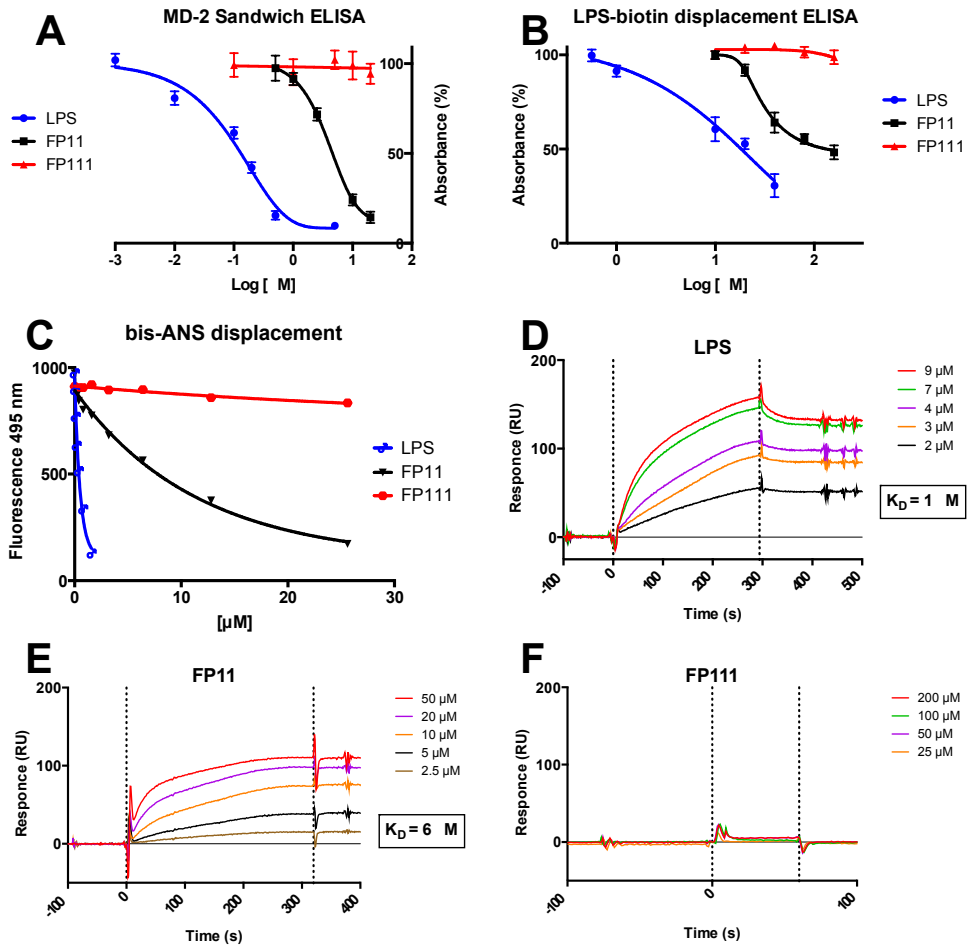 A
MD-2 Sandwich ELISA
LPS
FP11
FP111
100
50
0
Absorbance (%)
-3
-2
-1
0
1
2
Log [ M]
B
LPS-biotin displacement ELISA
Absorbance (%)
100
50
0
0
1
2
Log [ M]
LPS
FP11
FP111
C
bis-ANS displacement
Fluorescence 495 nm
1000
500
0
0
10
20
30
[µM]
LPS
FP11
FP111
D
LPS
Responce (RU)
200
100
0
-100
0
100
200
300
400
500
Time (s)
9 µM
7 µM
4 µM
3 µM
2 µM
KD = 1 M
E
FP11
Responce (RU)
200
100
0
-100
0
100
200
300
400
Time (s)
50 µM
20 µM
10 µM
5 µM
2.5 µM
KD = 6 M
F
FP111
Responce (RU)
200
100
0
-100
0
100
Time (s)
200 µM
100 µM
50 µM
25 µM